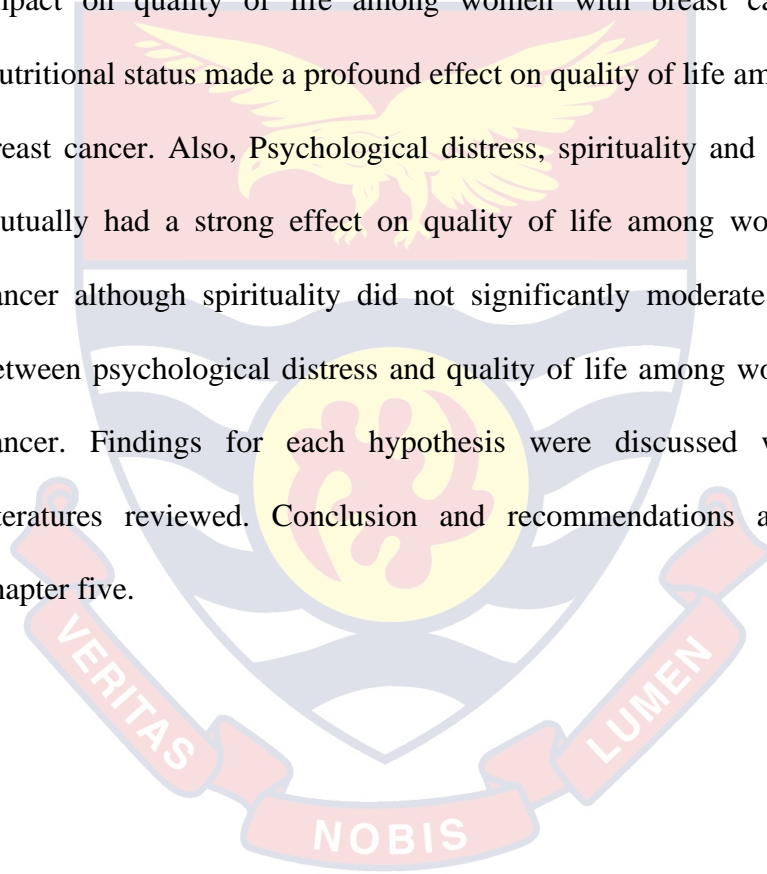 mpact on quality of life among women with breast ca
utritional status made a profound effect on quality of life am
reast cancer. Also, Psychological distress, spirituality and
utually had a strong effect on quality of life among wo
ancer although spirituality did not significantly moderate
etween psychological distress and quality of life among wo
ancer. Findings for each hypothesis were discussed
teratures reviewed. Conclusion and recommendations a
hapter five.
VERITAS
NOBIS
LUMEN